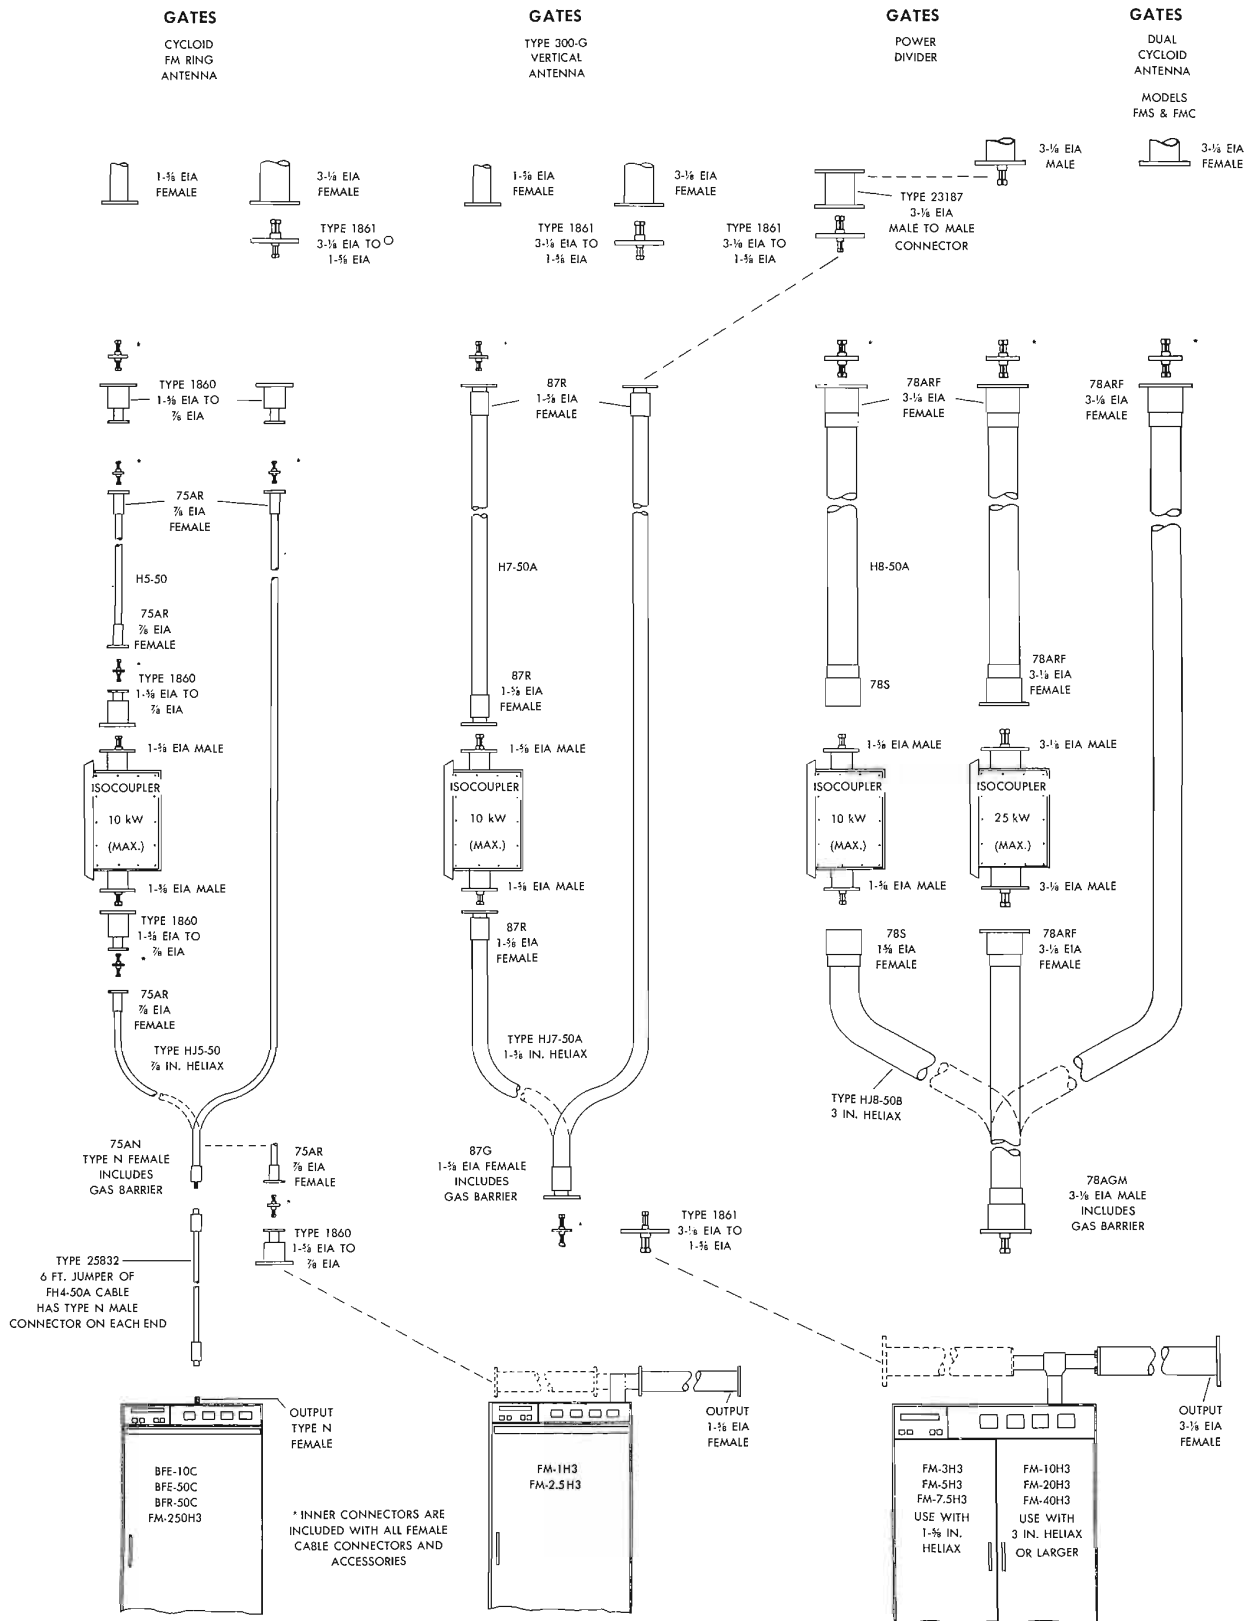 GATES
CYCLOID
FM RING
ANTENNA
GATES
TYPE 300-G
VERTICAL
ANTENNA
GATES
POWER
DIVIDER
GATES
DUAL
CYCLOID
ANTENNA
MODELS
FMS & FMC
1-⅝ EIA
FEMALE
3-⅛ EIA
FEMALE
1-⅝ EIA
FEMALE
3-⅛ EIA
FEMALE
3-⅛ EIA
MALE
3-⅛ EIA
FEMALE
TYPE 1861
3-⅛ EIA TO
1-⅝ EIA
TYPE 1861
3-⅛ EIA TO
1-⅝ EIA
TYPE 1861
3-⅛ EIA TO
1-⅝ EIA
TYPE 23187
3-⅛ EIA
MALE TO MALE
CONNECTOR
*
*
*
*
*
TYPE 1860
1-⅝ EIA TO
⅞ EIA
87R
1-⅝ EIA
FEMALE
78ARF
3-⅛ EIA
FEMALE
78ARF
3-⅛ EIA
FEMALE
*
*
75AR
⅞ EIA
FEMALE
H5-50
H7-50A
H8-50A
75AR
⅞ EIA
FEMALE
*
TYPE 1860
1-⅝ EIA TO
⅞ EIA
87R
1-⅝ EIA
FEMALE
78S
78ARF
3-⅛ EIA
FEMALE
1-⅝ EIA MALE
1-⅝ EIA MALE
1-⅝ EIA MALE
3-⅛ EIA MALE
ISOCOUPLER
10 kW
(MAX.)
ISOCOUPLER
10 kW
(MAX.)
ISOCOUPLER
10 kW
(MAX.)
ISOCOUPLER
25 kW
(MAX.)
1-⅝ EIA MALE
1-⅝ EIA MALE
1-⅝ EIA MALE
3-⅛ EIA MALE
TYPE 1860
1-⅝ EIA TO
⅞ EIA
*
87R
1-⅝ EIA
FEMALE
78S
1⅝ EIA
FEMALE
78ARF
3-⅛ EIA
FEMALE
75AR
⅞ EIA
FEMALE
TYPE HJ5-50
⅞ IN. HELIAX
TYPE HJ7-50A
1-⅝ IN. HELIAX
TYPE HJ8-50B
3 IN. HELIAX
75AN
TYPE N FEMALE
INCLUDES
GAS BARRIER
75AR
⅞ EIA
FEMALE
87G
1-⅝ EIA FEMALE
INCLUDES
GAS BARRIER
78AGM
3-⅛ EIA MALE
INCLUDES
GAS BARRIER
*
*
TYPE 1860
1-⅝ EIA TO
⅞ EIA
TYPE 1861
3-⅛ EIA TO
1-⅝ EIA
TYPE 25832
6 FT. JUMPER OF
FH4-50A CABLE
HAS TYPE N MALE
CONNECTOR ON EACH END
OUTPUT
TYPE N
FEMALE
OUTPUT
1-⅝ EIA
FEMALE
OUTPUT
3-⅛ EIA
FEMALE
BFE-10C
BFE-50C
BFR-50C
FM-250H3
FM-1H3
FM-2.5H3
FM-3H3
FM-5H3
FM-7.5H3
USE WITH
1-⅝ IN.
HELIAX
FM-10H3
FM-20H3
FM-40H3
USE WITH
3 IN. HELIAX
OR LARGER
* INNER CONNECTORS ARE
INCLUDED WITH ALL FEMALE
CABLE CONNECTORS AND
ACCESSORIES